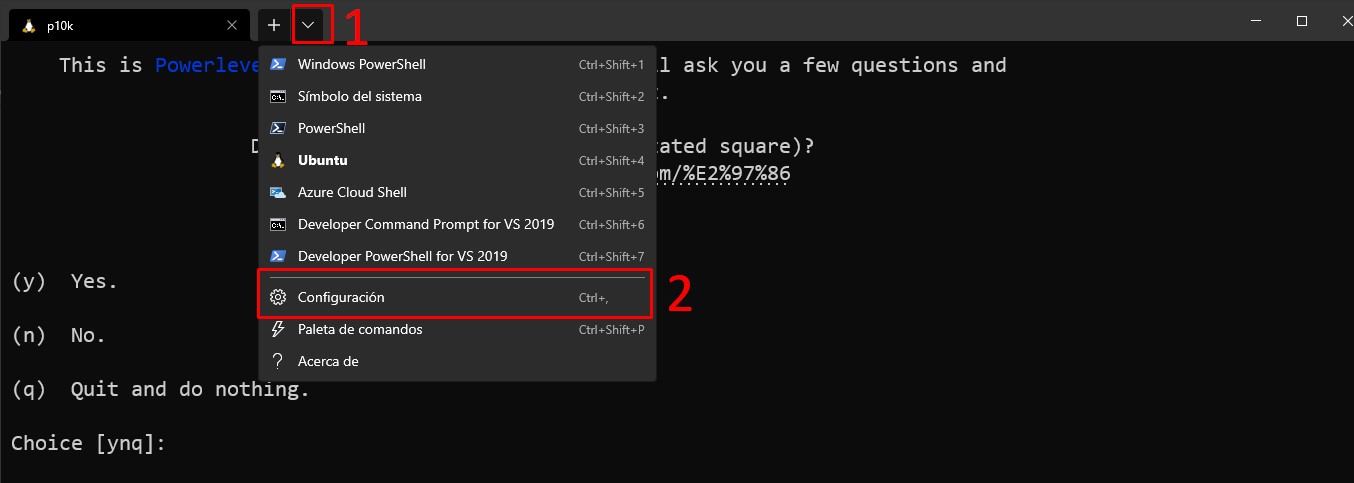 p10k
1
This is Powerleve
l ask you a few questions and
Windows PowerShell Ctrl+Shift+1
Símbolo del sistema Ctrl+Shift+2
PowerShell Ctrl+Shift+3
tated square)?
Ubuntu Ctrl+Shift+4
om/%E2%97%86
Azure Cloud Shell Ctrl+Shift+5
Developer Command Prompt for VS 2019 Ctrl+Shift+6
Developer PowerShell for VS 2019 Ctrl+Shift+7
(y) Yes.
Configuración Ctrl+,
2
(n) No.
Paleta de comandos Ctrl+Shift+P
Acerca de
(q) Quit and do nothing.
Choice [ynq]: